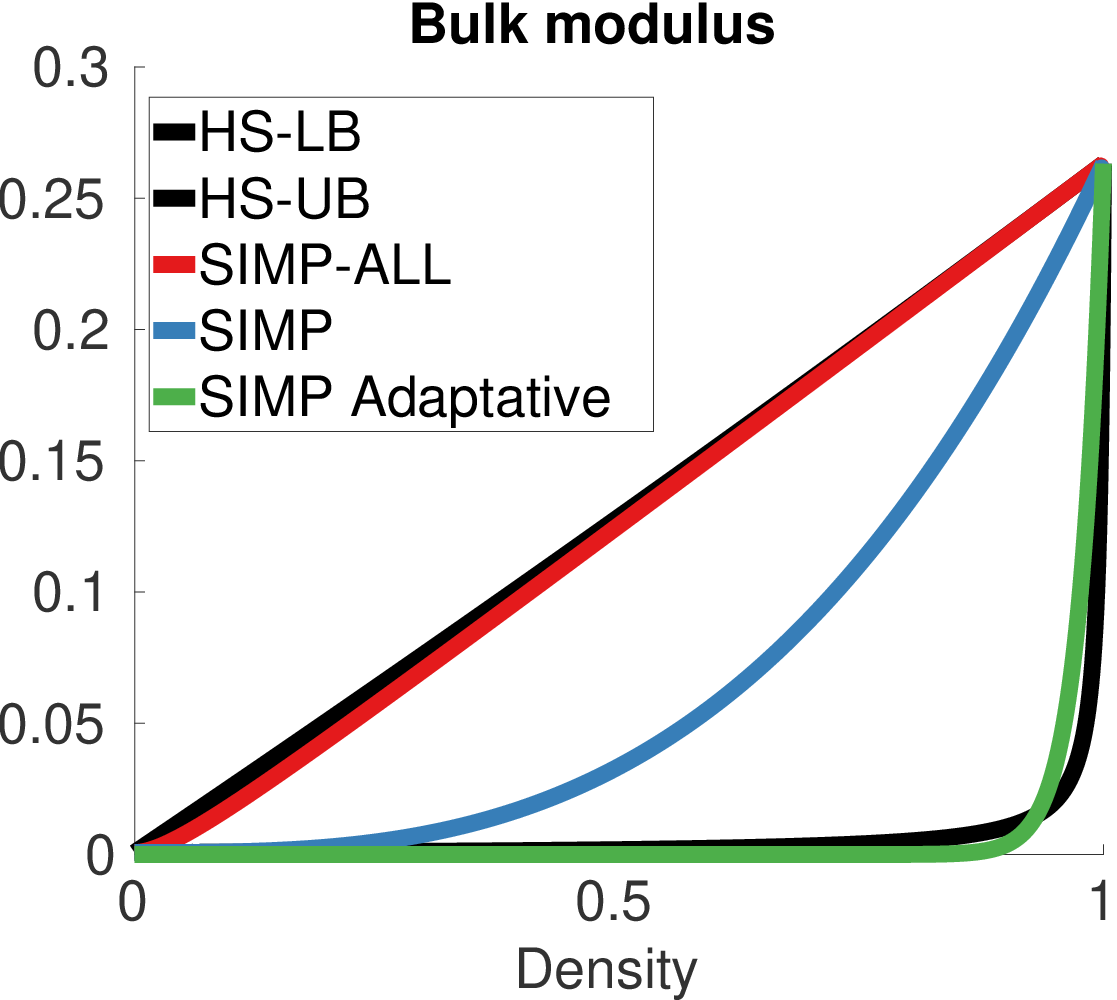 Bulk modulus
0.3
HS-LB
HS-UB
0.25
SIMP-ALL
SIMP
0.2
SIMP Adaptative
0.15
0.1
0.05
0
0 0.5 1
Density